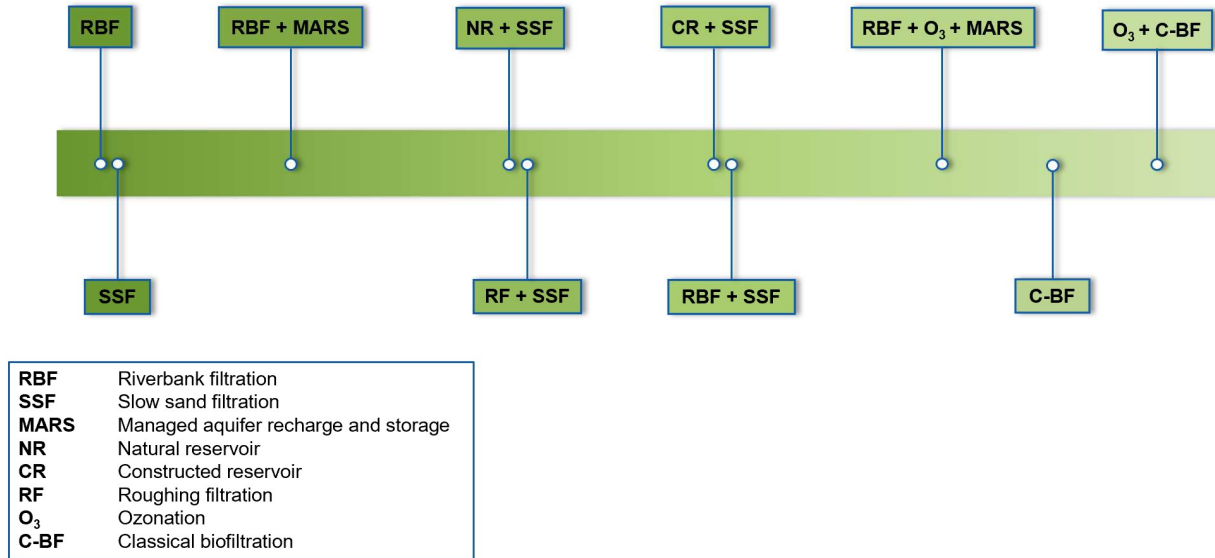 RBF
RBF + MARS
NR + SSF
CR + SSF
RBF + O₃ + MARS
O₃ + C-BF
SSF
RF + SSF
RBF + SSF
C-BF
RBF Riverbank filtration
SSF Slow sand filtration
MARS Managed aquifer recharge and storage
NR Natural reservoir
CR Constructed reservoir
RF Roughing filtration
O₃ Ozonation
C-BF Classical biofiltration